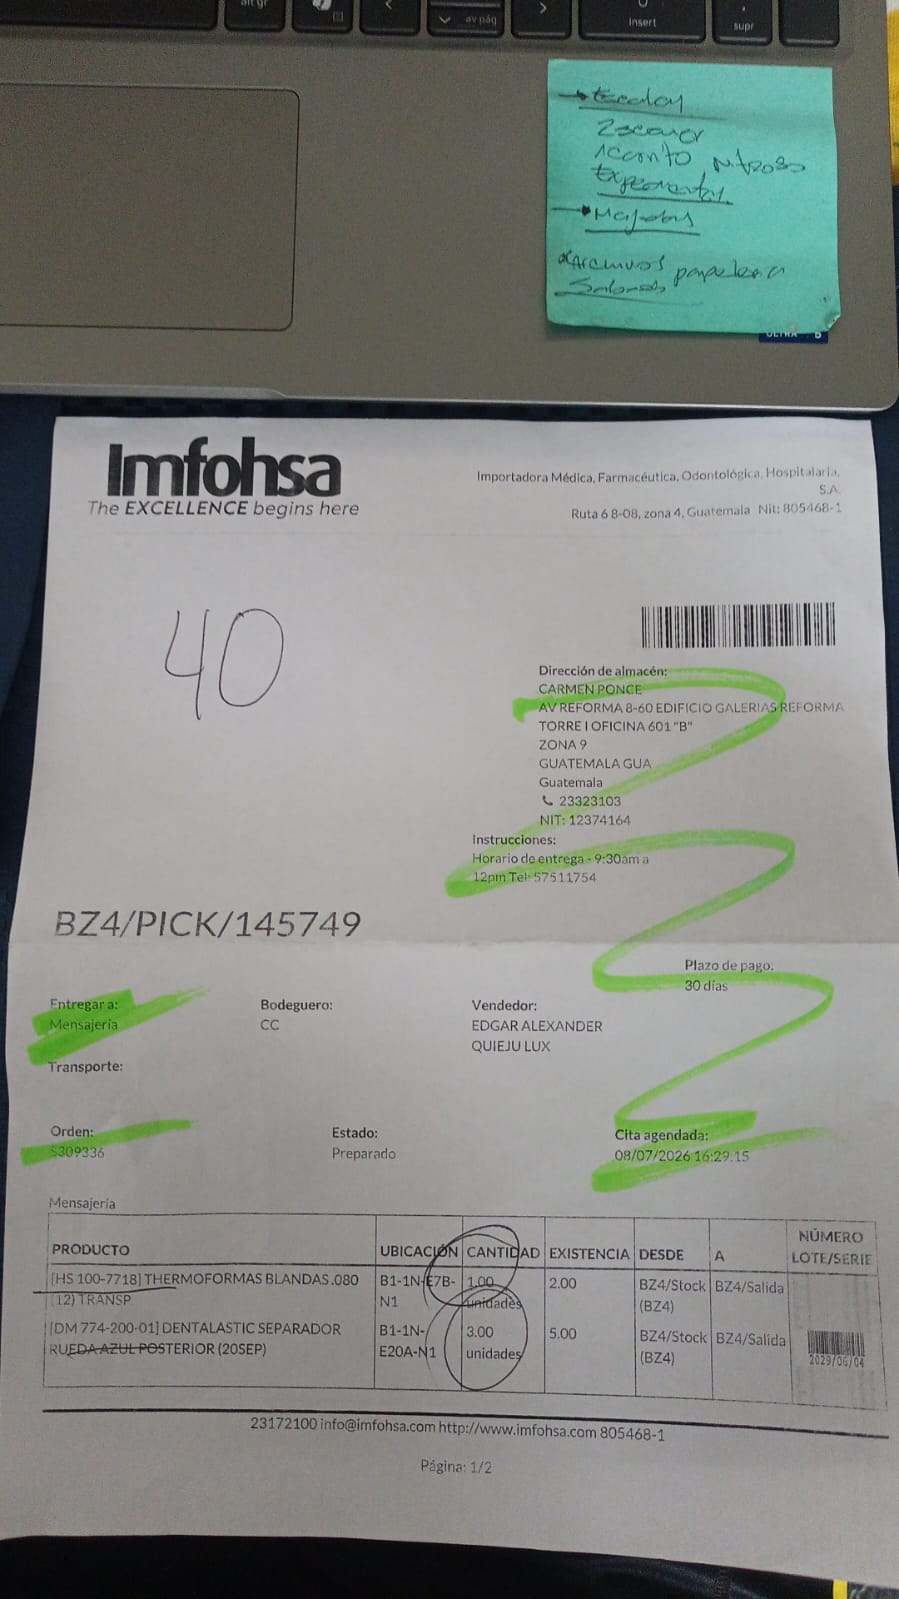 alt gr
av pág
insert
supr
Escalay
Escaner
Nitroso
Experimental
Archivos papeleria
ULTRA 5
Imfohsa
The EXCELLENCE begins here
Importadora Médica, Farmacéutica, Odontológica, Hospitalaria,
S.A.
Ruta 6 8-08, zona 4, Guatemala Nit: 805468-1
40
Dirección de almacén:
CARMEN PONCE
AV REFORMA 8-60 EDIFICIO GALERIAS REFORMA
TORRE I OFICINA 601 "B"
ZONA 9
GUATEMALA GUA
Guatemala
23323103
NIT: 12374164
Instrucciones:
Horario de entrega - 9:30am a
12pm Tel: 57511754
BZ4/PICK/145749
Plazo de pago:
30 días
Entregar a:
Mensajería
Bodeguero:
CC
Vendedor:
EDGAR ALEXANDER
QUIEJU LUX
Transporte:
Orden:
S309336
Estado:
Preparado
Cita agendada:
08/07/2026 16:29:15
Mensajería
PRODUCTO UBICACIÓN CANTIDAD EXISTENCIA DESDE A NÚMERO LOTE/SERIE
[HS 100-7718] THERMOFORMAS BLANDAS .080 B1-1N-E7B- 1.00 2.00 BZ4/Stock BZ4/Salida
(12) TRANSP N1 unidades (BZ4)
[DM 774-200-01] DENTALASTIC SEPARADOR B1-1N- 3.00 5.00 BZ4/Stock BZ4/Salida
RUEDA AZUL POSTERIOR (20SEP) E20A-N1 unidades (BZ4) 2029/06/04
23172100 info@imfohsa.com http://www.imfohsa.com 805468-1
Página: 1/2